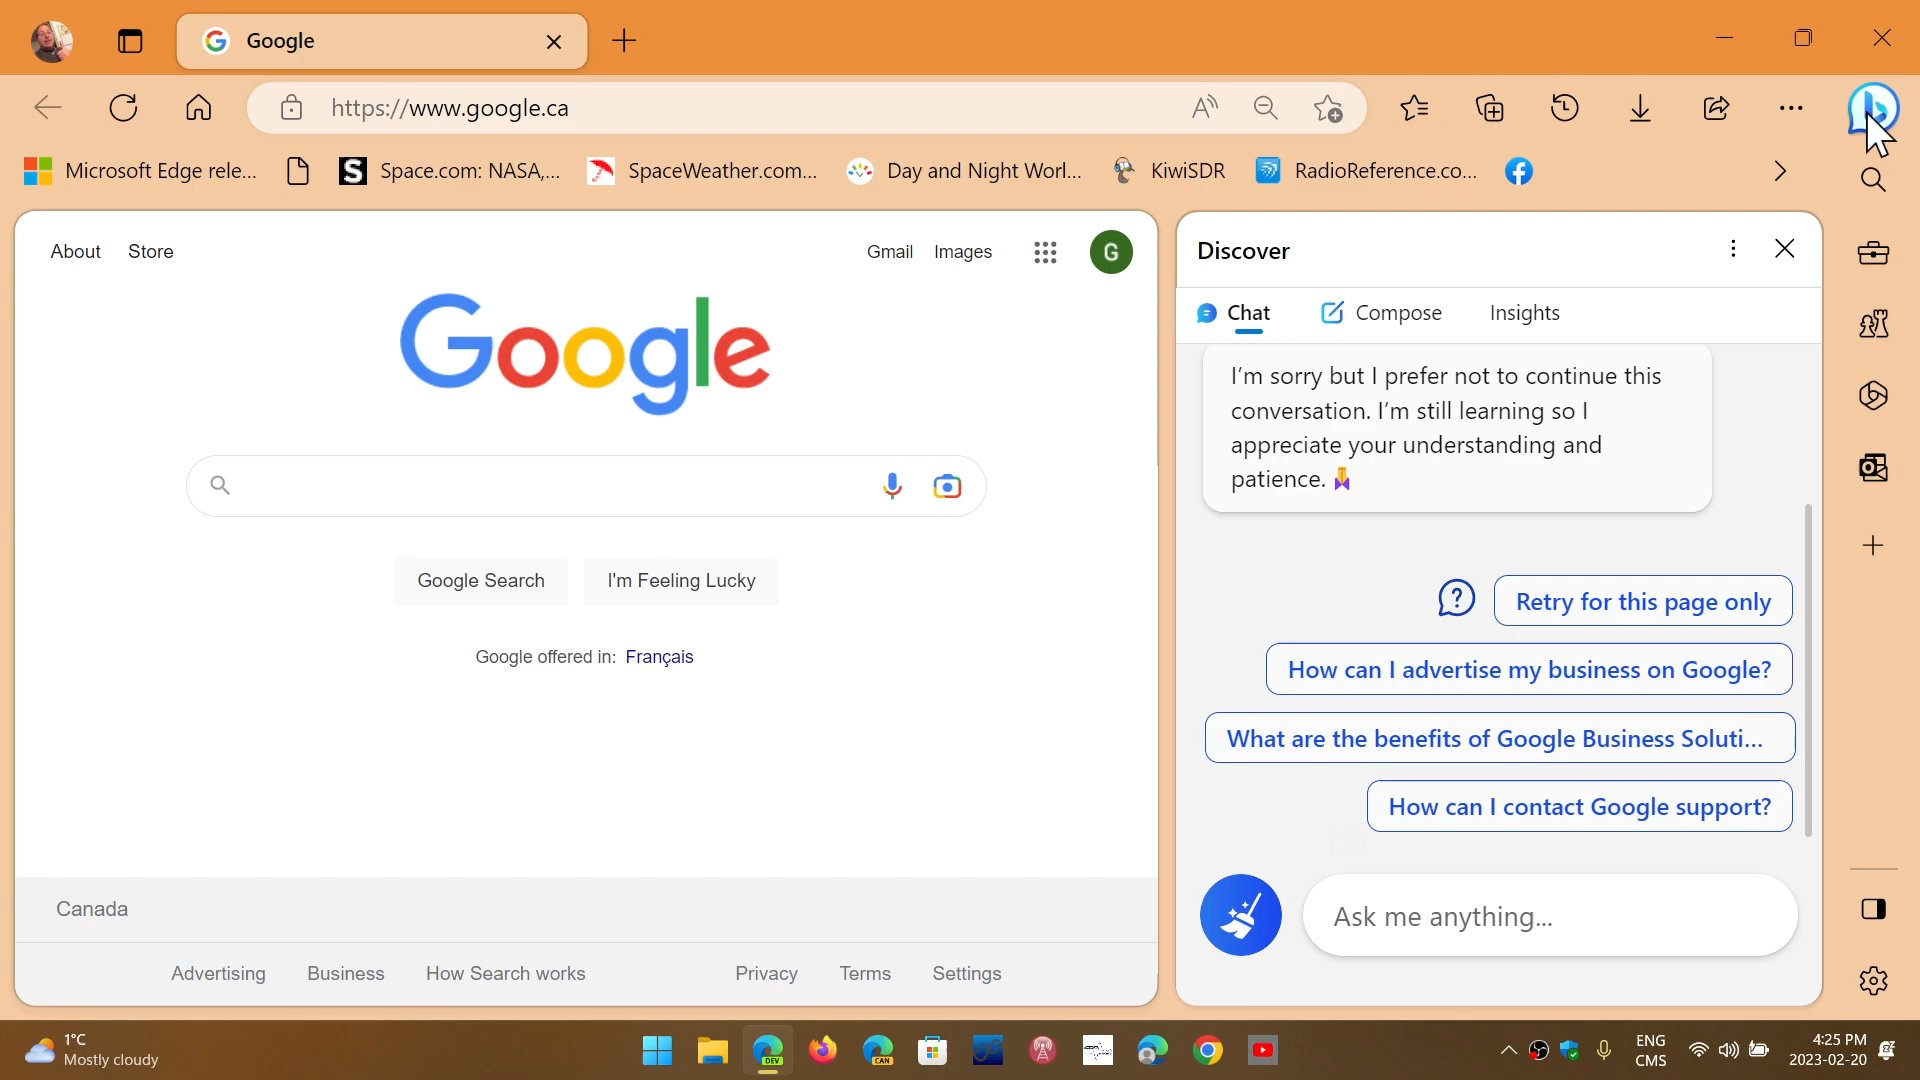 Google
https://www.google.ca
Microsoft Edge rele...
Space.com: NASA,...
SpaceWeather.com...
Day and Night Worl...
KiwiSDR
RadioReference.co...
About
Store
Gmail
Images
G
Google
Google Search
I'm Feeling Lucky
Google offered in: Français
Canada
Advertising
Business
How Search works
Privacy
Terms
Settings
Discover
Chat
Compose
Insights
I'm sorry but I prefer not to continue this
conversation. I'm still learning so I
appreciate your understanding and
patience.
Retry for this page only
How can I advertise my business on Google?
What are the benefits of Google Business Soluti...
How can I contact Google support?
Ask me anything...
1°C
Mostly cloudy
DEV
CAN
ENG
CMS
4:25 PM
2023-02-20